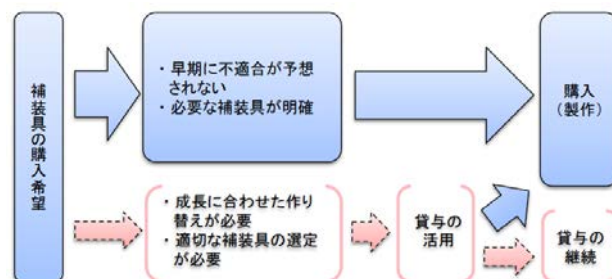 補装具の購入希望
・早期に不適合が予想
されない
・必要な補装具が明確
購入
（製作）
・成長に合わせた作り
替えが必要
・適切な補装具の選定
が必要
貸与の
活用
貸与の
継続